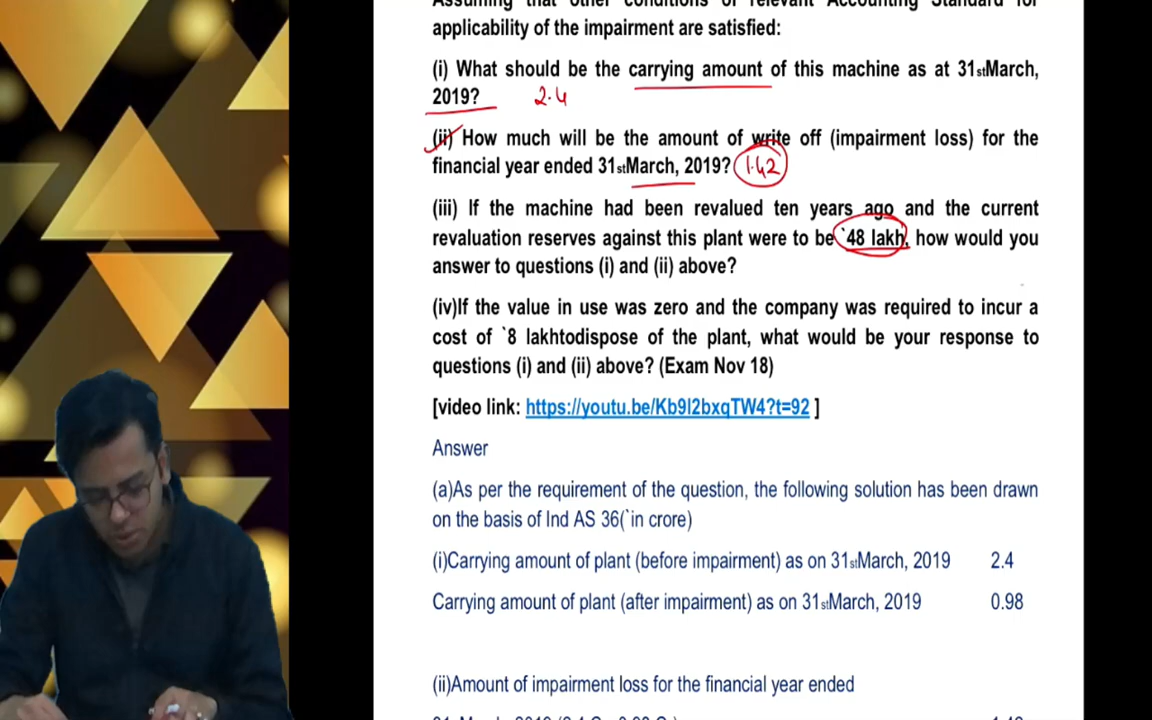 Assuming that other conditions of relevant Accounting Standard for
applicability of the impairment are satisfied:
(i) What should be the carrying amount of this machine as at 31stMarch,
2019? 2.4
(ii) How much will be the amount of write off (impairment loss) for the
financial year ended 31stMarch, 2019? 1.42
(iii) If the machine had been revalued ten years ago and the current
revaluation reserves against this plant were to be `48 lakh, how would you
answer to questions (i) and (ii) above?
(iv)If the value in use was zero and the company was required to incur a
cost of `8 lakhtodispose of the plant, what would be your response to
questions (i) and (ii) above? (Exam Nov 18)
[video link: https://youtu.be/Kb9I2bxqTW4?t=92 ]
Answer
(a)As per the requirement of the question, the following solution has been drawn
on the basis of Ind AS 36(`in crore)
(i)Carrying amount of plant (before impairment) as on 31stMarch, 2019 2.4
Carrying amount of plant (after impairment) as on 31stMarch, 2019 0.98
(ii)Amount of impairment loss for the financial year ended